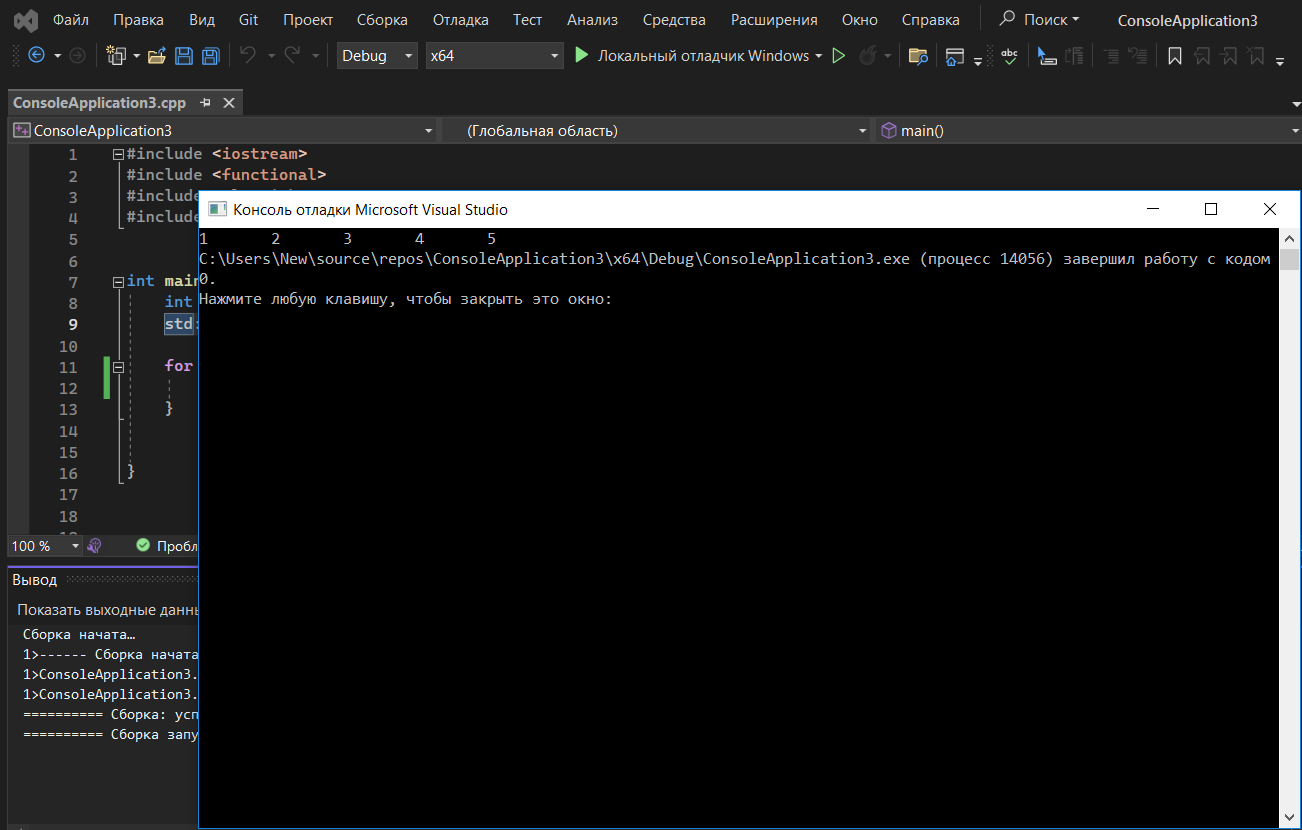 Файл Правка Вид Git Проект Сборка Отладка Тест Анализ Средства Расширения Окно Справка Поиск ConsoleApplication3
Debug x64 Локальный отладчик Windows abc
ConsoleApplication3.cpp
ConsoleApplication3 (Глобальная область) main()
1 #include <iostream>
2 #include <functional>
3 #include
4 #include
5
6
7 int main
8 int
9 std:
10
11 for
12
13 }
14
15
16 }
17
18
Консоль отладки Microsoft Visual Studio
1 2 3 4 5
C:\Users\New\source\repos\ConsoleApplication3\x64\Debug\ConsoleApplication3.exe (процесс 14056) завершил работу с кодом
0.
Нажмите любую клавишу, чтобы закрыть это окно:
100 % Пробл
Вывод
Показать выходные данны
Сборка начата…
1>------ Сборка начата
1>ConsoleApplication3.
1>ConsoleApplication3.
========== Сборка: усп
========== Сборка запу